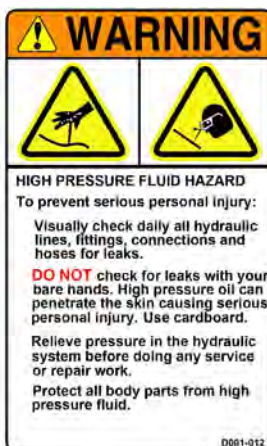 WARNING
HIGH PRESSURE FLUID HAZARD
To prevent serious personal injury:
Visually check daily all hydraulic
lines, fittings, connections and
hoses for leaks.
DO NOT check for leaks with your
bare hands. High pressure oil can
penetrate the skin causing serious
personal injury. Use cardboard.
Relieve pressure in the hydraulic
system before doing any service
or repair work.
Protect all body parts from high
pressure fluid.
D001-012